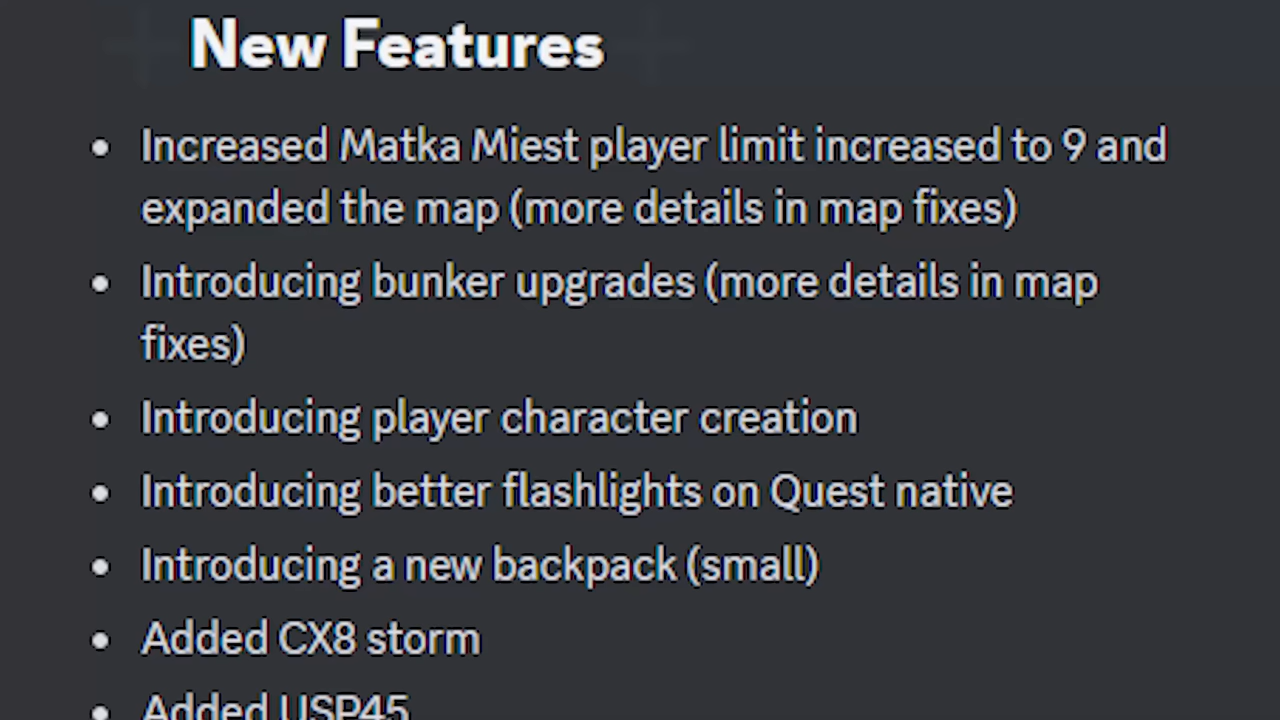 New Features
• Increased Matka Miest player limit increased to 9 and
expanded the map (more details in map fixes)
• Introducing bunker upgrades (more details in map
fixes)
• Introducing player character creation
• Introducing better flashlights on Quest native
• Introducing a new backpack (small)
• Added CX8 storm
• Added USP45